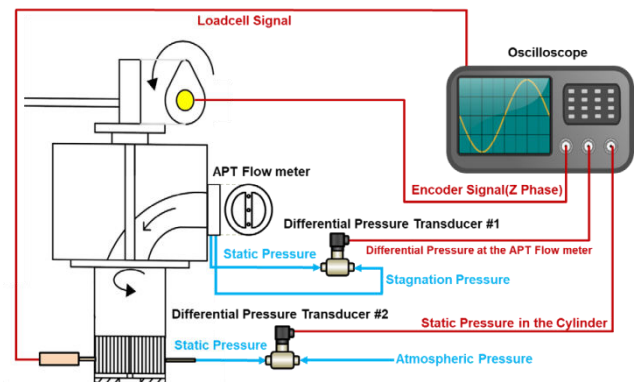 Loadcell Signal
Oscilloscope
APT Flow meter
Encoder Signal(Z Phase)
Differential Pressure Transducer #1
Static Pressure
Differential Pressure at the APT Flow meter
Stagnation Pressure
Differential Pressure Transducer #2
Static Pressure
Static Pressure in the Cylinder
Atmospheric Pressure